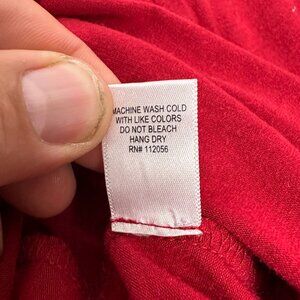 MACHINE WASH COLD
WITH LIKE COLORS
DO NOT BLEACH
HANG DRY
RN# 112056